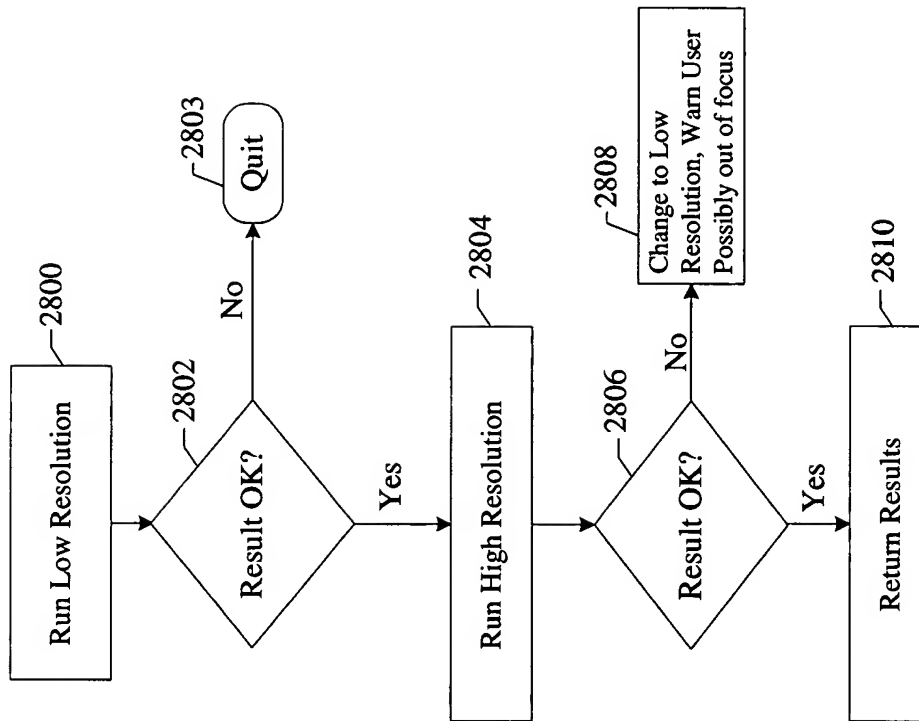 Run Low Resolution
2800
Result OK?
2802
No
Quit
2803
Yes
Run High Resolution
2804
Result OK?
2806
No
Change to Low
Resolution, Warn User
Possibly out of focus
2808
Yes
Return Results
2810